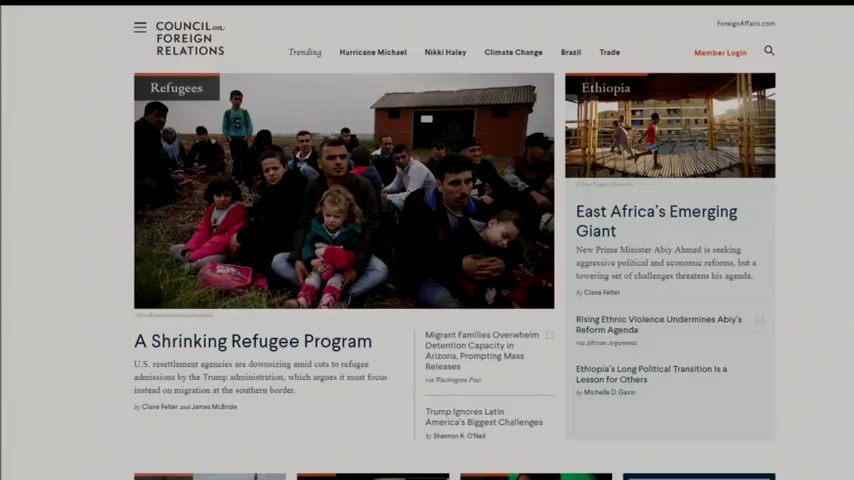 COUNCIL on
FOREIGN
RELATIONS
ForeignAffairs.com
Trending
Hurricane Michael
Nikki Haley
Climate Change
Brazil
Trade
Member Login
Refugees
A Shrinking Refugee Program
U.S. resettlement agencies are downsizing amid cuts to refugee
admissions by the Trump administration, which argues it must focus
instead on migration at the southern border.
by Claire Felter and James McBride
Migrant Families Overwhelm
Detention Capacity in
Arizona, Prompting Mass
Releases
via Washington Post
Trump Ignores Latin
America's Biggest Challenges
by Shannon K. O'Neil
Ethiopia
East Africa's Emerging
Giant
New Prime Minister Abiy Ahmed is seeking
aggressive political and economic reforms, but a
towering set of challenges threatens his agenda.
by Claire Felter
Rising Ethnic Violence Undermines Abiy's
Reform Agenda
via African Arguments
Ethiopia's Long Political Transition Is a
Lesson for Others
by Michelle D. Gavin